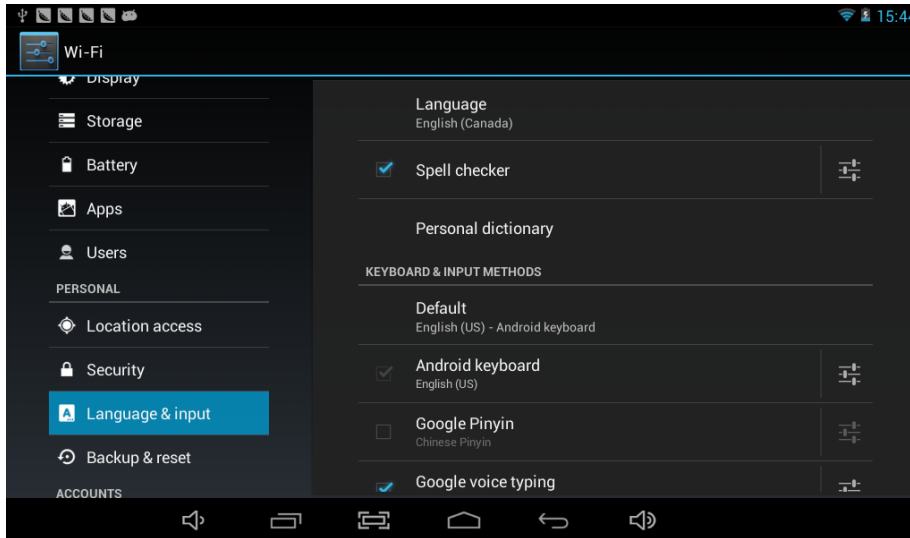 15:44
Wi-Fi
Display
Storage
Battery
Apps
Users
PERSONAL
Location access
Security
Language & input
Backup & reset
ACCOUNTS
Language
English (Canada)
Spell checker
Personal dictionary
KEYBOARD & INPUT METHODS
Default
English (US) - Android keyboard
Android keyboard
English (US)
Google Pinyin
Chinese Pinyin
Google voice typing